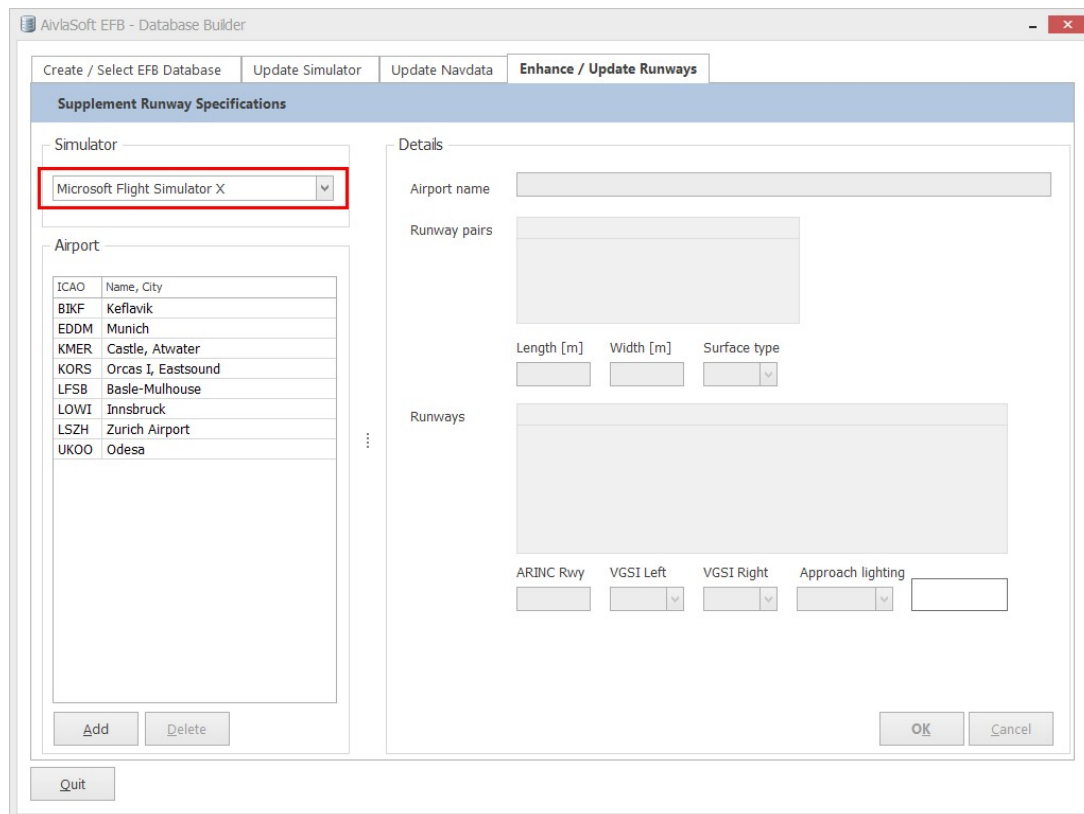 AivlaSoft EFB - Database Builder
Create / Select EFB Database Update Simulator Update Navdata Enhance / Update Runways
Supplement Runway Specifications
Simulator
Microsoft Flight Simulator X
Airport
ICAO Name, City
BIKF Keflavik
EDDM Munich
KMER Castle, Atwater
KORS Orcas I, Eastsound
LFSB Basle-Mulhouse
LOWI Innsbruck
LSZH Zurich Airport
UKOO Odesa
Add Delete
Details
Airport name
Runway pairs
Length [m] Width [m] Surface type
Runways
ARINC Rwy VGSI Left VGSI Right Approach lighting
OK Cancel
Quit